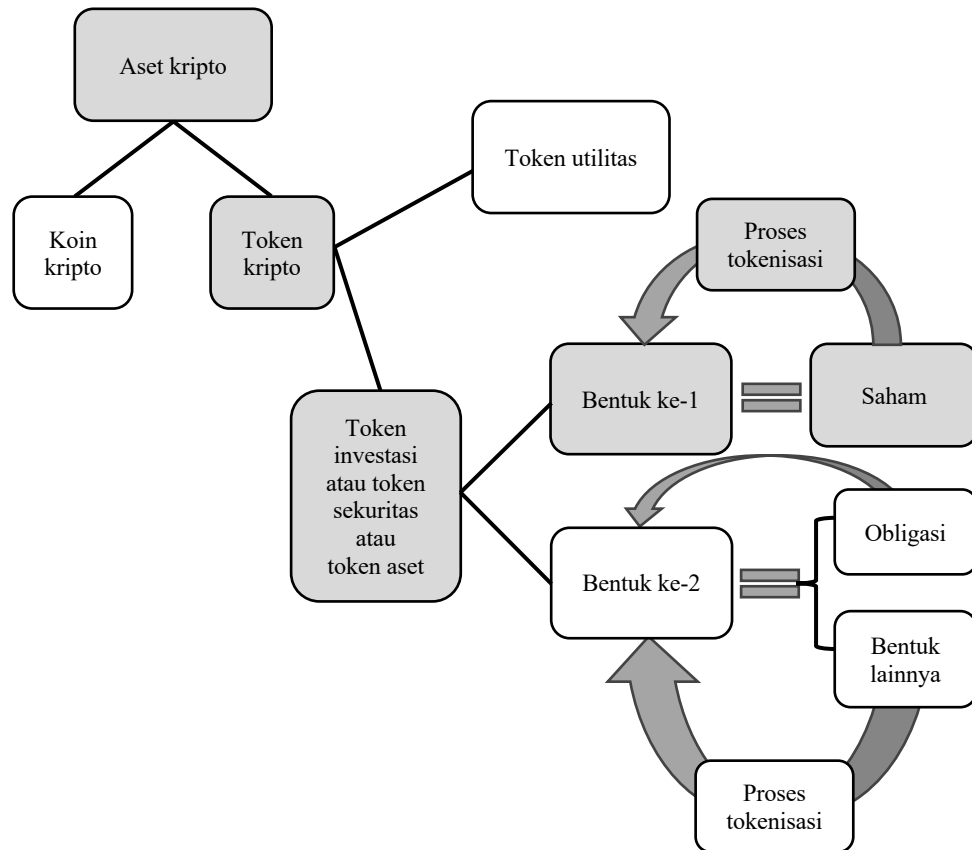 Aset kripto
Token utilitas
Koin
kripto
Token
kripto
Proses
tokenisasi
Token
investasi
atau token
sekuritas
atau
token aset
Bentuk ke-1
Saham
Bentuk ke-2
Obligasi
Bentuk
lainnya
Proses
tokenisasi